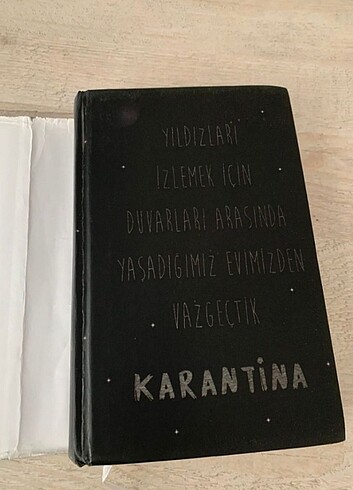 YILDIZLARI
İZLEMEK İÇİN
DUVARLARI ARASINDA
YAŞADIĞIMIZ EVİMİZDEN
VAZGEÇTİK
KARANTİNA